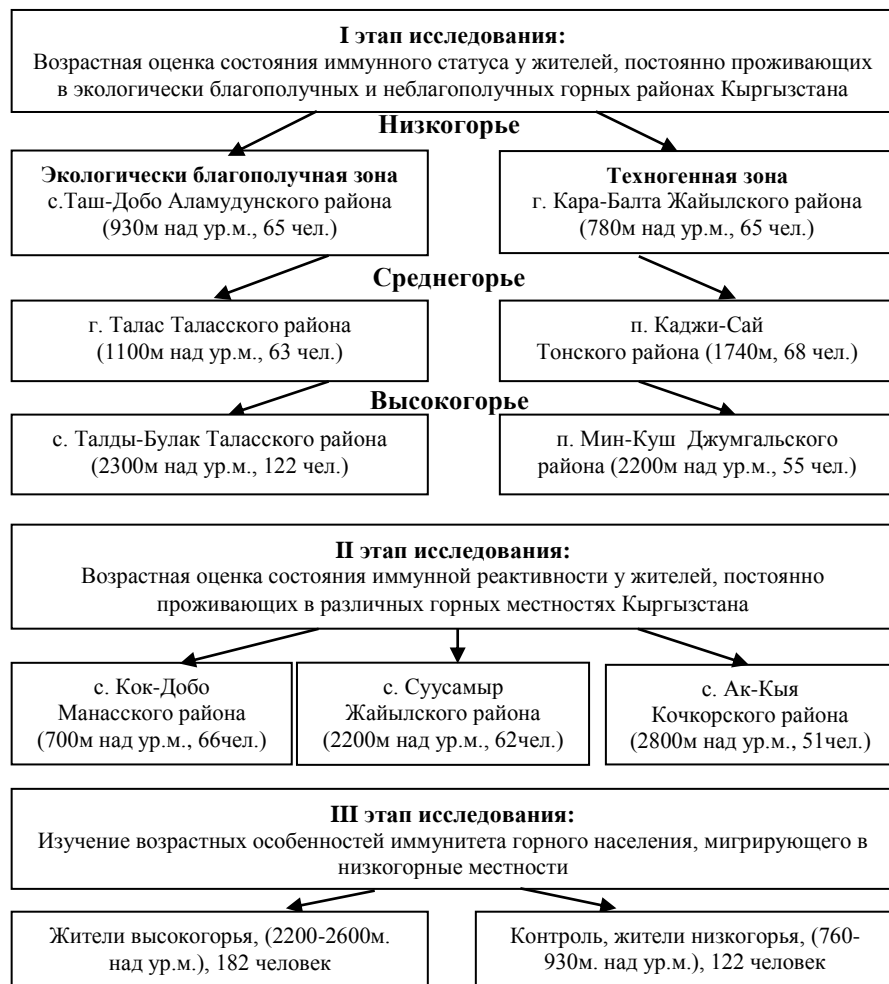 I этап исследования:
Возрастная оценка состояния иммунного статуса у жителей, постоянно проживающих
в экологически благополучных и неблагополучных горных районах Кыргызстана
Низкогорье
Экологически благополучная зона
с.Таш-Добо Аламудунского района
(930м над ур.м., 65 чел.)
Техногенная зона
г. Кара-Балта Жайылского района
(780м над ур.м., 65 чел.)
Среднегорье
г. Талас Таласского района
(1100м над ур.м., 63 чел.)
п. Каджи-Сай
Тонского района (1740м, 68 чел.)
Высокогорье
с. Талды-Булак Таласского района
(2300м над ур.м., 122 чел.)
п. Мин-Куш Джумгальского
района (2200м над ур.м., 55 чел.)
II этап исследования:
Возрастная оценка состояния иммунной реактивности у жителей, постоянно
проживающих в различных горных местностях Кыргызстана
с. Кок-Добо
Манасского района
(700м над ур.м., 66чел.)
с. Суусамыр
Жайылского района
(2200м над ур.м., 62чел.)
с. Ак-Кыя
Кочкорского района
(2800м над ур.м., 51чел.)
III этап исследования:
Изучение возрастных особенностей иммунитета горного населения, мигрирующего в
низкогорные местности
Жители высокогорья, (2200-2600м.
над ур.м.), 182 человек
Контроль, жители низкогорья, (760-
930м. над ур.м.), 122 человек